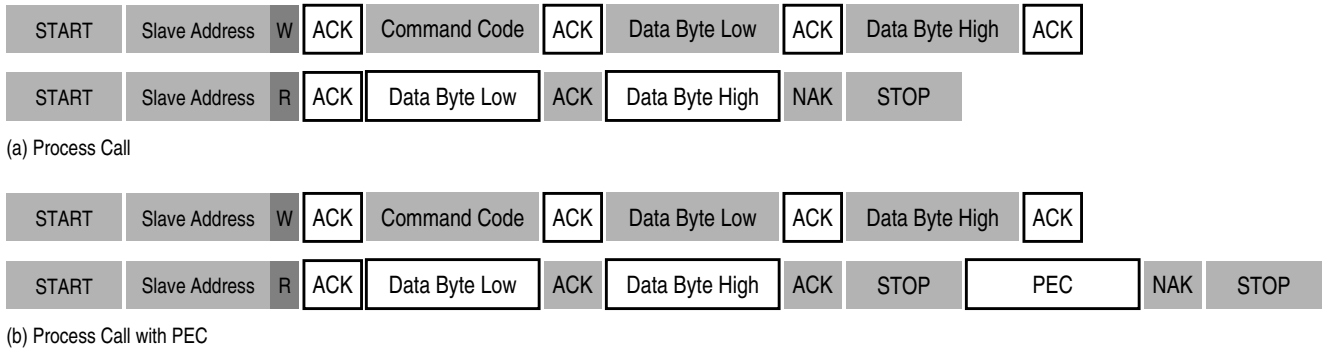 START Slave Address W ACK Command Code ACK Data Byte Low ACK Data Byte High ACK
START Slave Address R ACK Data Byte Low ACK Data Byte High NAK STOP
(a) Process Call
START Slave Address W ACK Command Code ACK Data Byte Low ACK Data Byte High ACK
START Slave Address R ACK Data Byte Low ACK Data Byte High ACK STOP PEC NAK STOP
(b) Process Call with PEC